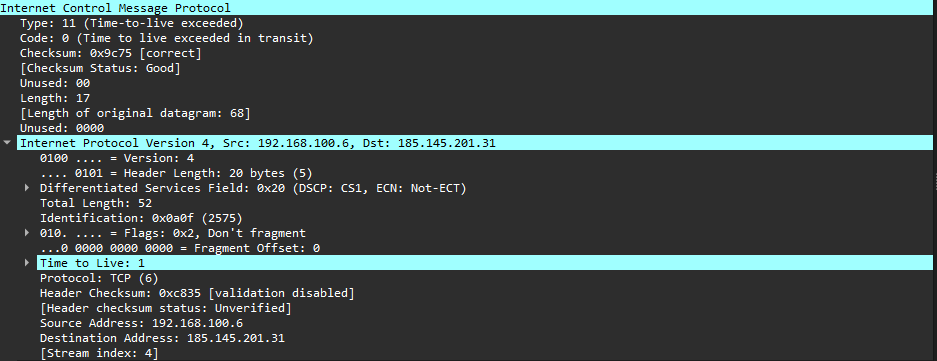 Internet Control Message Protocol
Type: 11 (Time-to-live exceeded)
Code: 0 (Time to live exceeded in transit)
Checksum: 0x9c75 [correct]
[Checksum Status: Good]
Unused: 00
Length: 17
[Length of original datagram: 68]
Unused: 0000
Internet Protocol Version 4, Src: 192.168.100.6, Dst: 185.145.201.31
0100 .... = Version: 4
.... 0101 = Header Length: 20 bytes (5)
Differentiated Services Field: 0x20 (DSCP: CS1, ECN: Not-ECT)
Total Length: 52
Identification: 0x0a0f (2575)
010. .... = Flags: 0x2, Don't fragment
...0 0000 0000 0000 = Fragment Offset: 0
Time to Live: 1
Protocol: TCP (6)
Header Checksum: 0xc835 [validation disabled]
[Header checksum status: Unverified]
Source Address: 192.168.100.6
Destination Address: 185.145.201.31
[Stream index: 4]